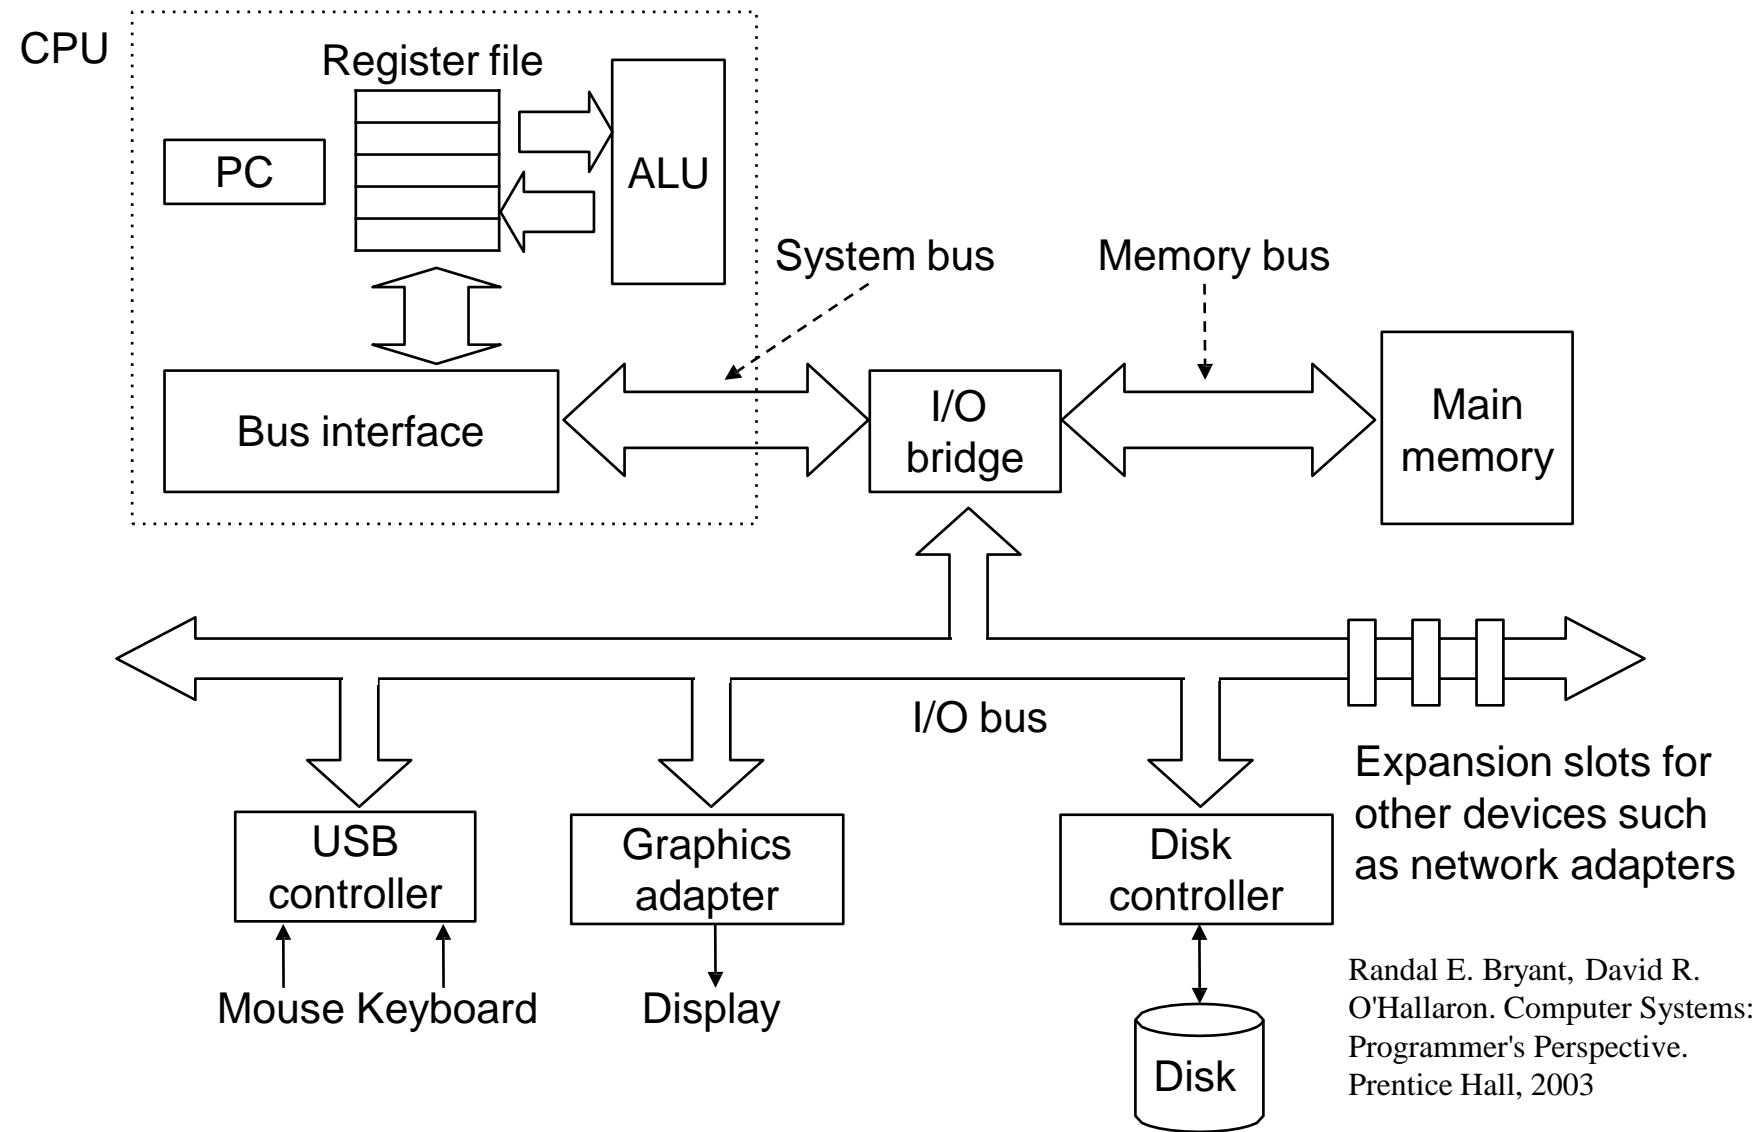 CPU
Register file
PC
ALU
System bus
Memory bus
Bus interface
I/O
bridge
Main
memory
I/O bus
Expansion slots for
other devices such
as network adapters
USB
controller
Graphics
adapter
Disk
controller
Mouse Keyboard
Display
Disk
Randal E. Bryant, David R.
O'Hallaron. Computer Systems:
Programmer's Perspective.
Prentice Hall, 2003